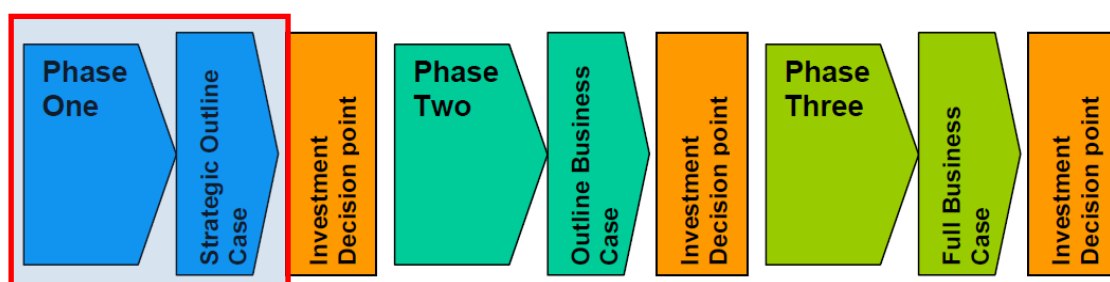 Phase
One
Strategic Outline
Case
Investment
Decision point
Phase
Two
Outline Business
Case
Investment
Decision point
Phase
Three
Full Business
Case
Investment
Decision point